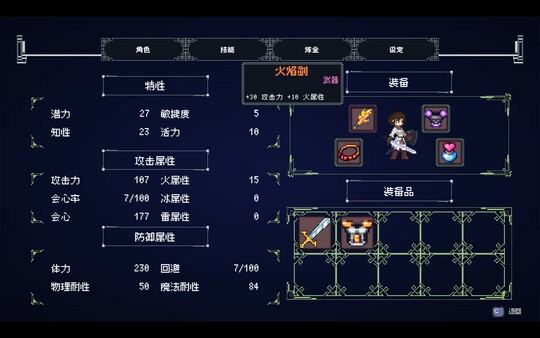 角色 技能 炼金 设定
火焰剑
武器
+30 攻击力 +10 火属性
特性
装备
潜力 27 敏捷度 5
知性 23 活力 10
攻击属性
攻击力 107 火属性 15
会心率 7/100 冰属性 0
会心 177 雷属性 0
装备品
防御属性
体力 230 回避 7/100
物理耐性 50 魔法耐性 84